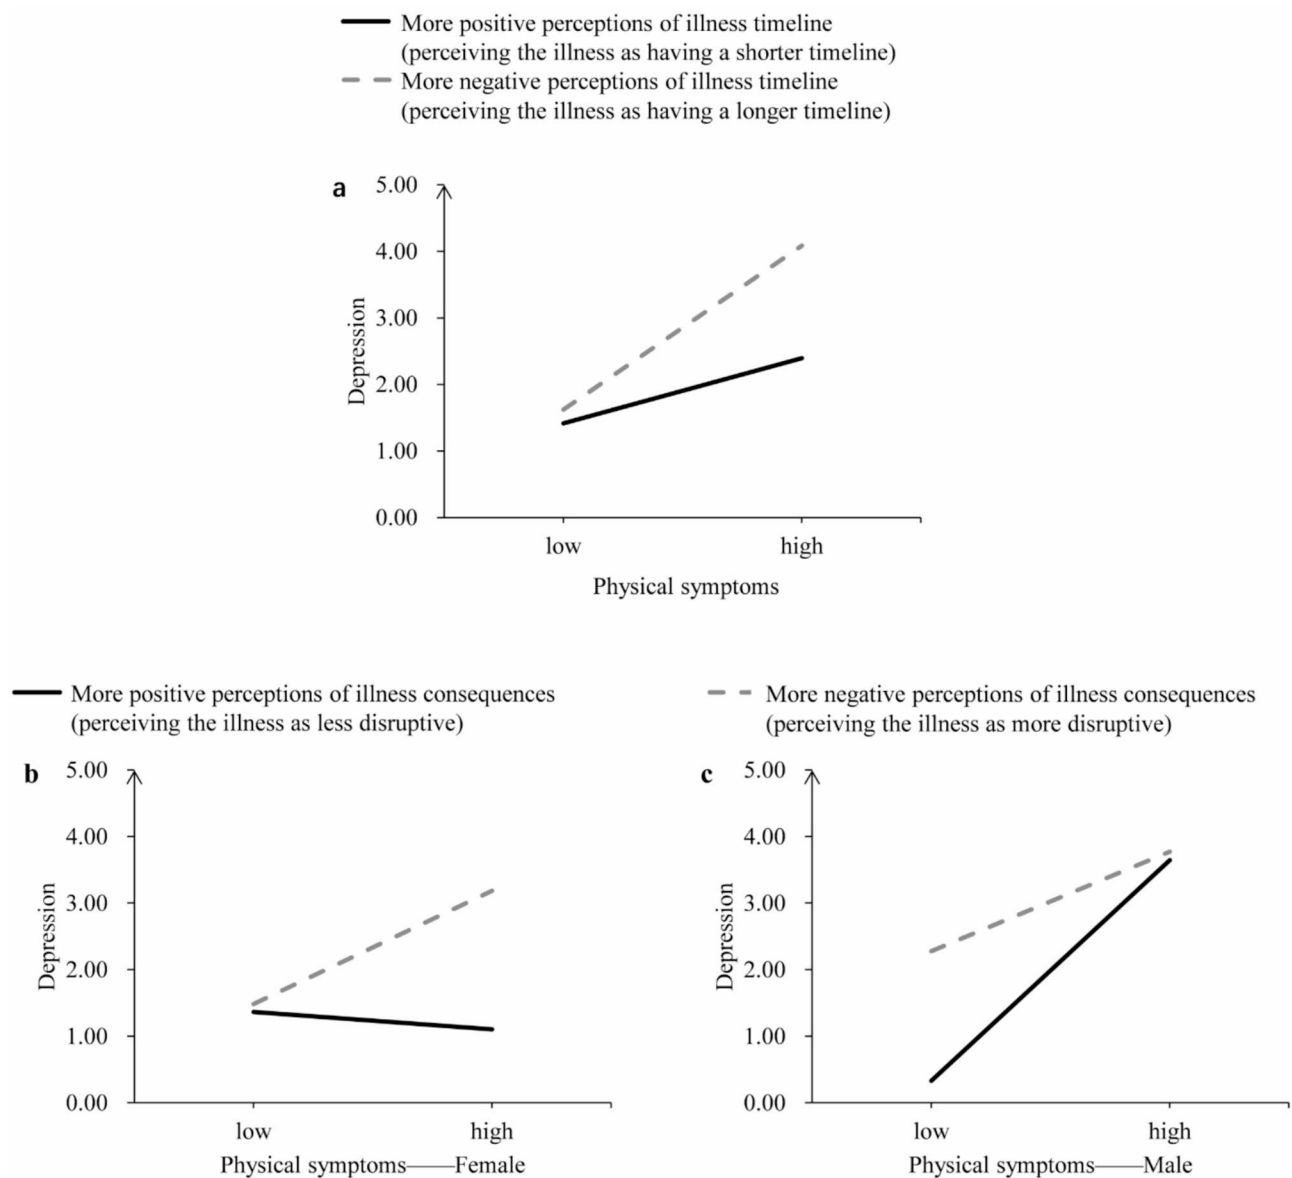 More positive perceptions of illness timeline
(perceiving the illness as having a shorter timeline)
More negative perceptions of illness timeline
(perceiving the illness as having a longer timeline)
a
5.00
4.00
3.00
2.00
1.00
0.00
Depression
low
high
Physical symptoms
More positive perceptions of illness consequences
(perceiving the illness as less disruptive)
More negative perceptions of illness consequences
(perceiving the illness as more disruptive)
b
5.00
4.00
3.00
2.00
1.00
0.00
Depression
low
high
Physical symptoms——Female
c
5.00
4.00
3.00
2.00
1.00
0.00
Depression
low
high
Physical symptoms——Male